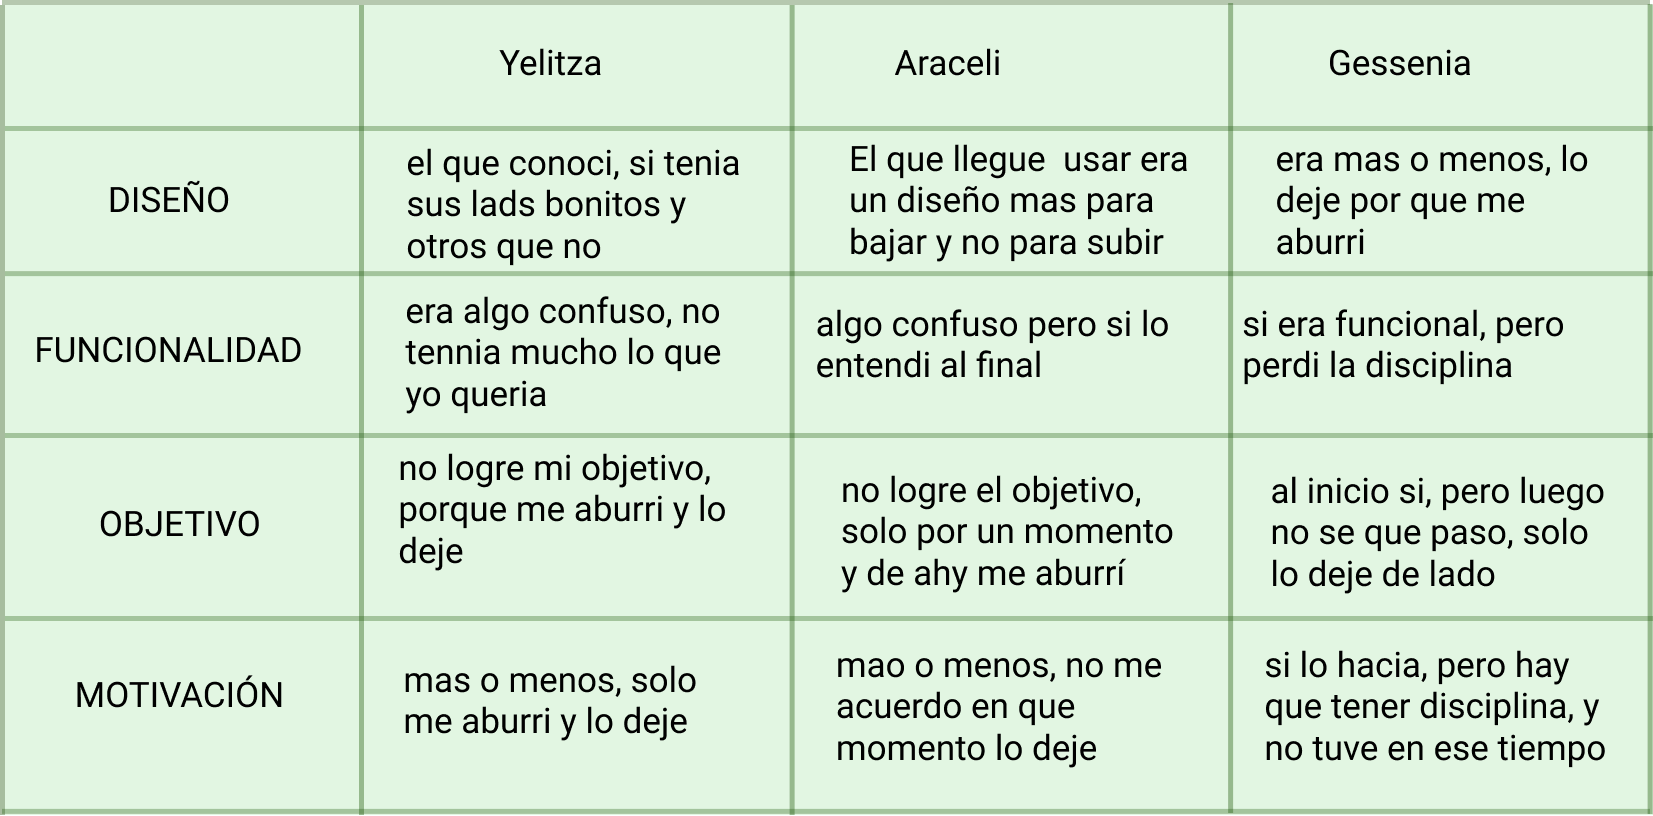 Yelitza
Araceli
Gessenia
DISEÑO
el que conoci, si tenia
sus lads bonitos y
otros que no
El que llegue  usar era
un diseño mas para
bajar y no para subir
era mas o menos, lo
deje por que me
aburri
FUNCIONALIDAD
era algo confuso, no
tennia mucho lo que
yo queria
algo confuso pero si lo
entendi al final
si era funcional, pero
perdi la disciplina
OBJETIVO
no logre mi objetivo,
porque me aburri y lo
deje
no logre el objetivo,
solo por un momento
y de ahy me aburrí
al inicio si, pero luego
no se que paso, solo
lo deje de lado
MOTIVACIÓN
mas o menos, solo
me aburri y lo deje
mao o menos, no me
acuerdo en que
momento lo deje
si lo hacia, pero hay
que tener disciplina, y
no tuve en ese tiempo